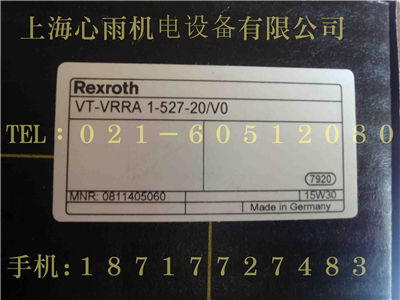 上海心雨机电设备有限公司
Rexroth
VT-VRRA 1-527-20/V0
TEL:021-60512080
7920
MNR: 0811405060
15W30
Made in Germany
手机:18717727483